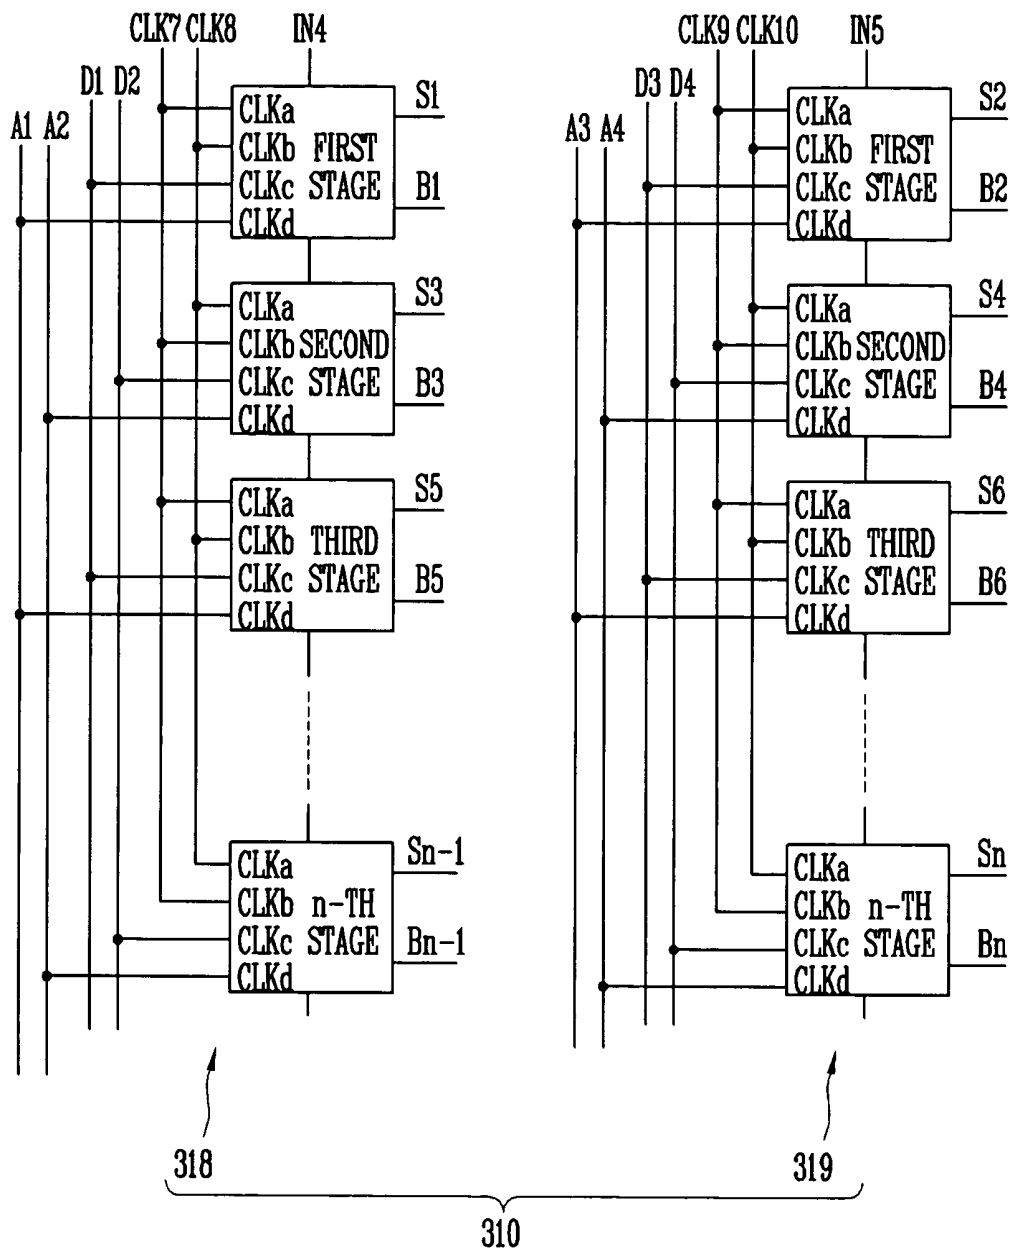 CLK7 CLK8 IN4
D1 D2
A1 A2
CLKa
CLKb FIRST
CLKc STAGE
CLKd
S1
B1
CLKa
CLKb SECOND
CLKc STAGE
CLKd
S3
B3
CLKa
CLKb THIRD
CLKc STAGE
CLKd
S5
B5
CLKa
CLKb n-TH
CLKc STAGE
CLKd
Sn-1
Bn-1
318
CLK9 CLK10 IN5
D3 D4
A3 A4
CLKa
CLKb FIRST
CLKc STAGE
CLKd
S2
B2
CLKa
CLKb SECOND
CLKc STAGE
CLKd
S4
B4
CLKa
CLKb THIRD
CLKc STAGE
CLKd
S6
B6
CLKa
CLKb n-TH
CLKc STAGE
CLKd
Sn
Bn
319
310